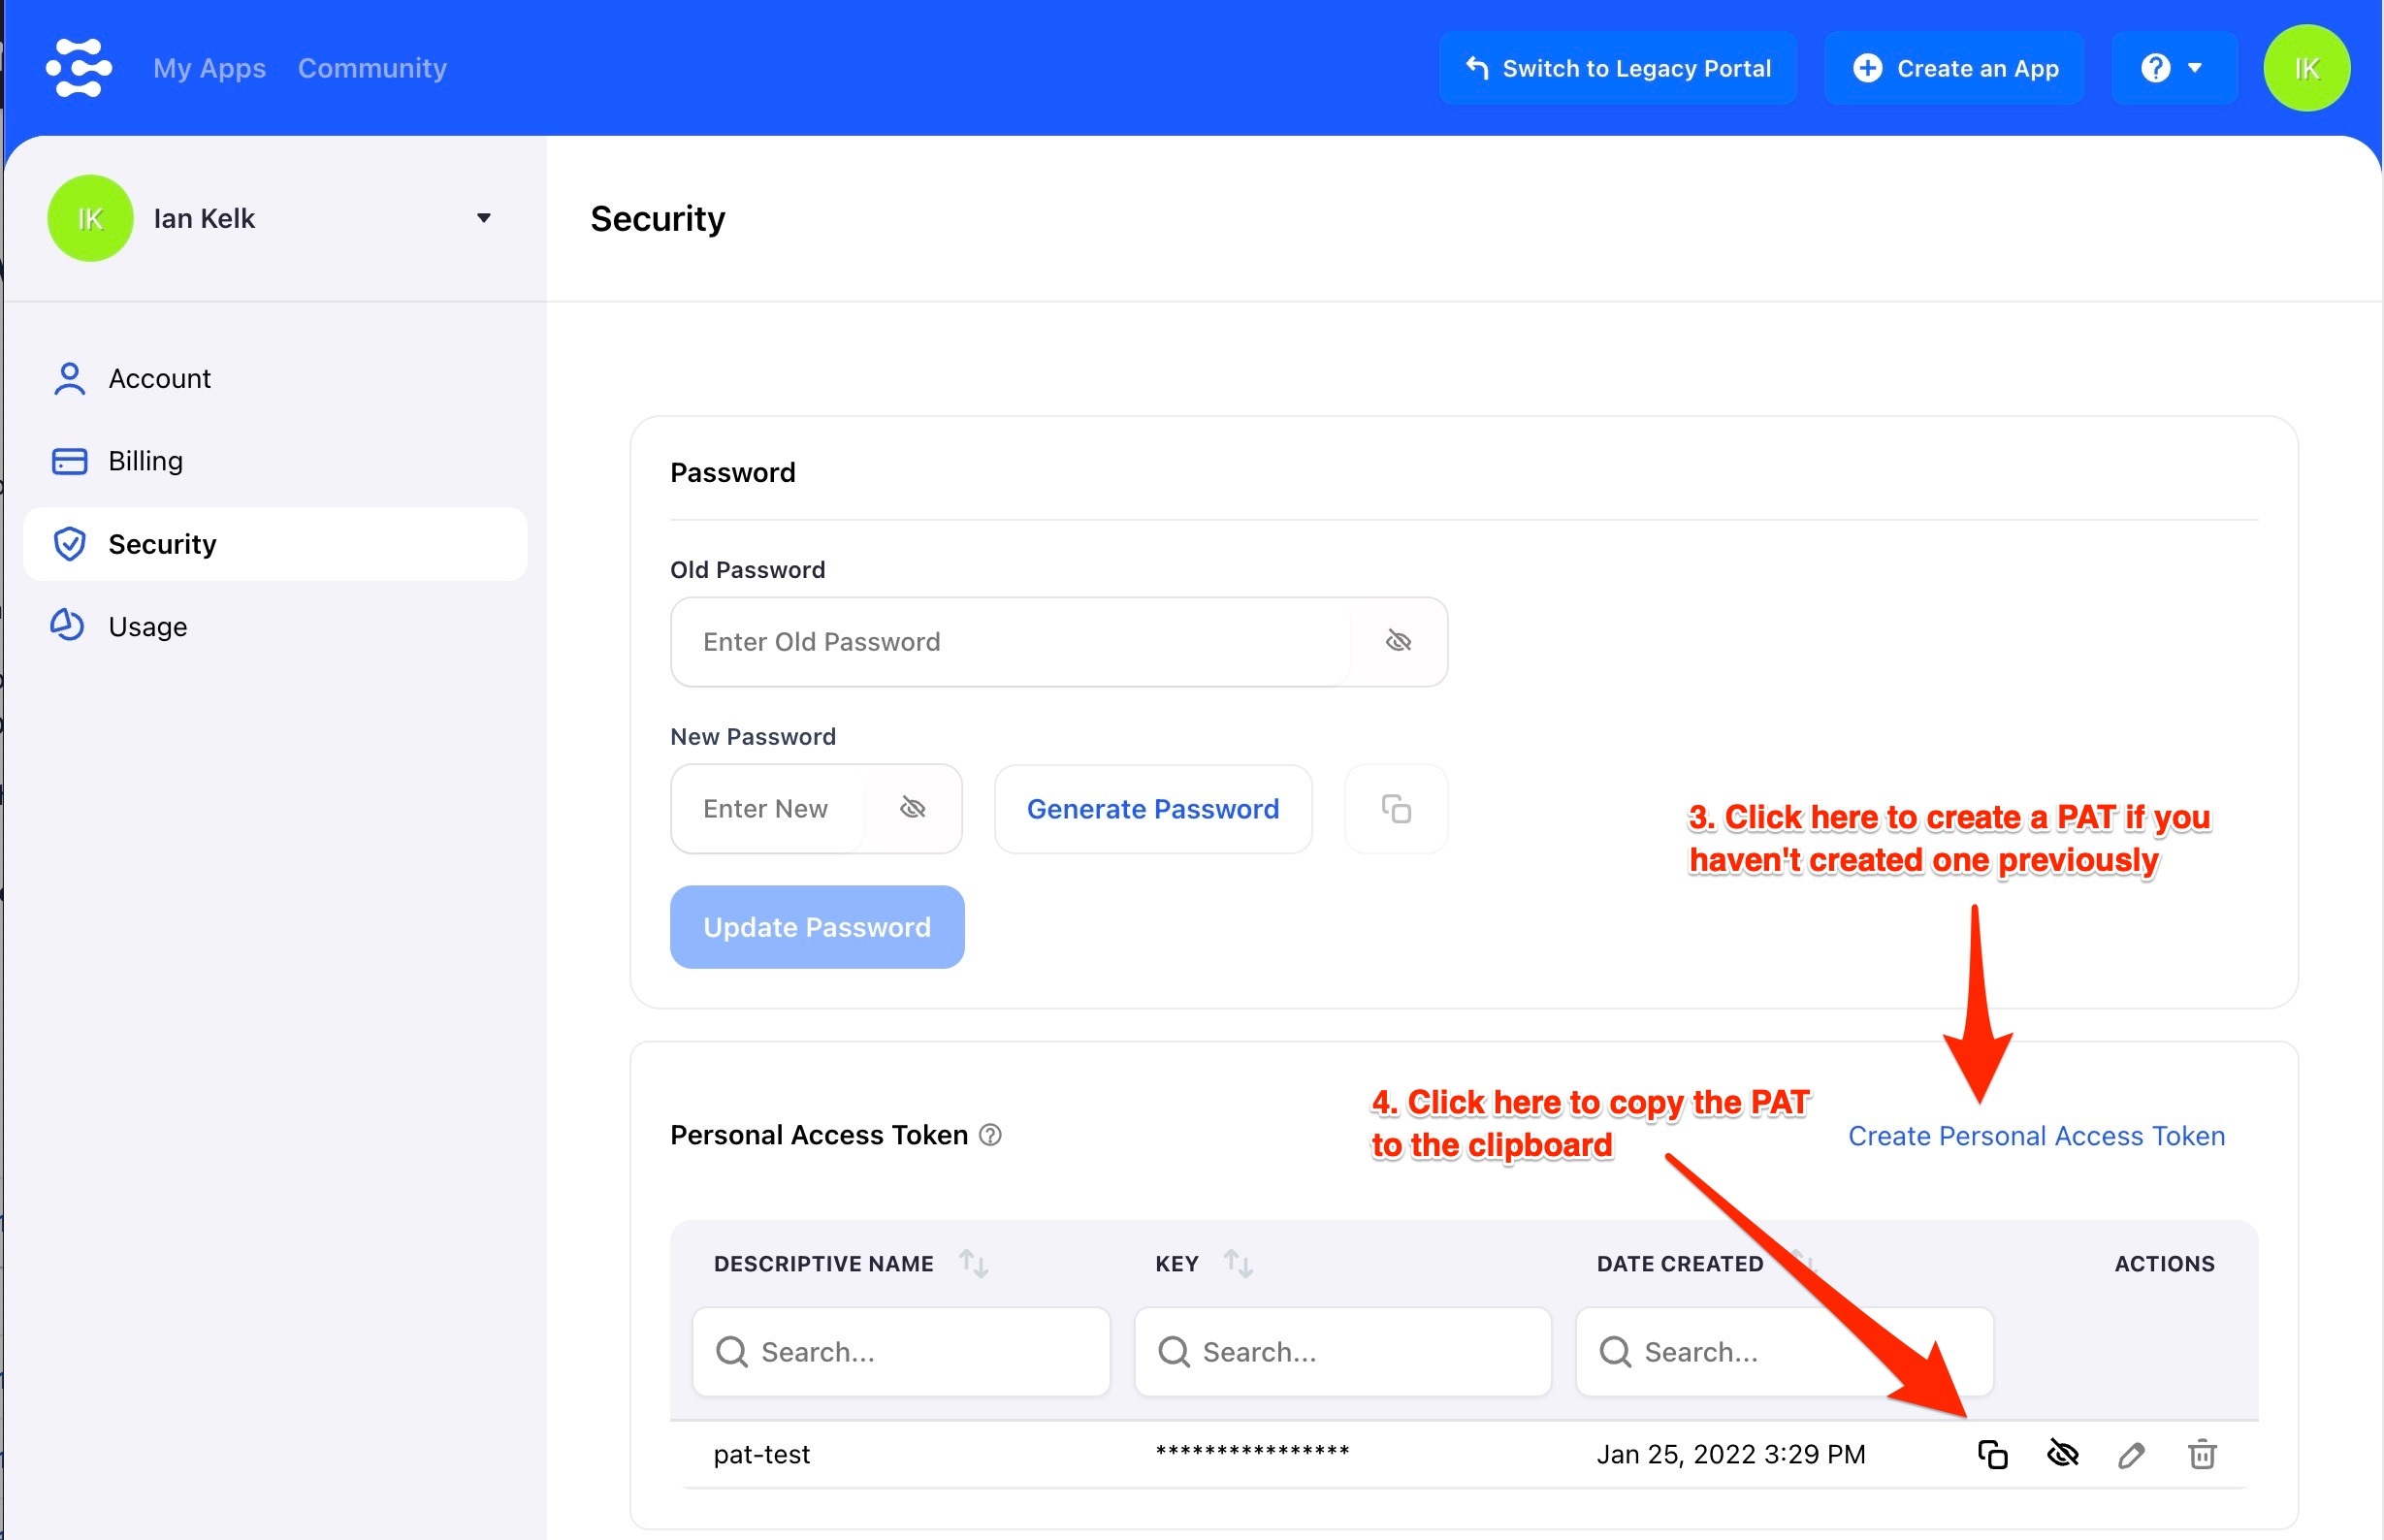 My Apps Community Switch to Legacy Portal Create an App IK
IK Ian Kelk
Security
Account
Billing
Security
Usage
Password
Old Password
Enter Old Password
New Password
Enter New Generate Password
Update Password
3. Click here to create a PAT if you
haven't created one previously
4. Click here to copy the PAT
to the clipboard
Personal Access Token
Create Personal Access Token
DESCRIPTIVE NAME KEY DATE CREATED ACTIONS
Search... Search... Search...
pat-test **************** Jan 25, 2022 3:29 PM